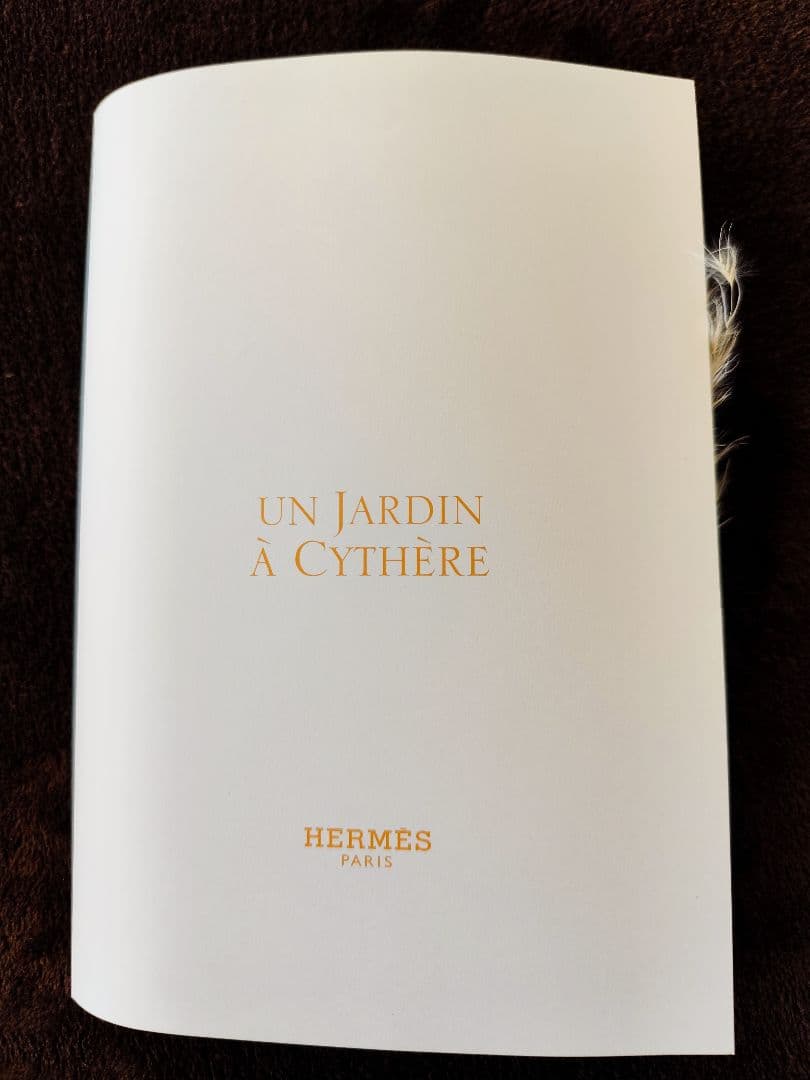 UN JARDIN
À CYTHÈRE
HERMÈS
PARIS